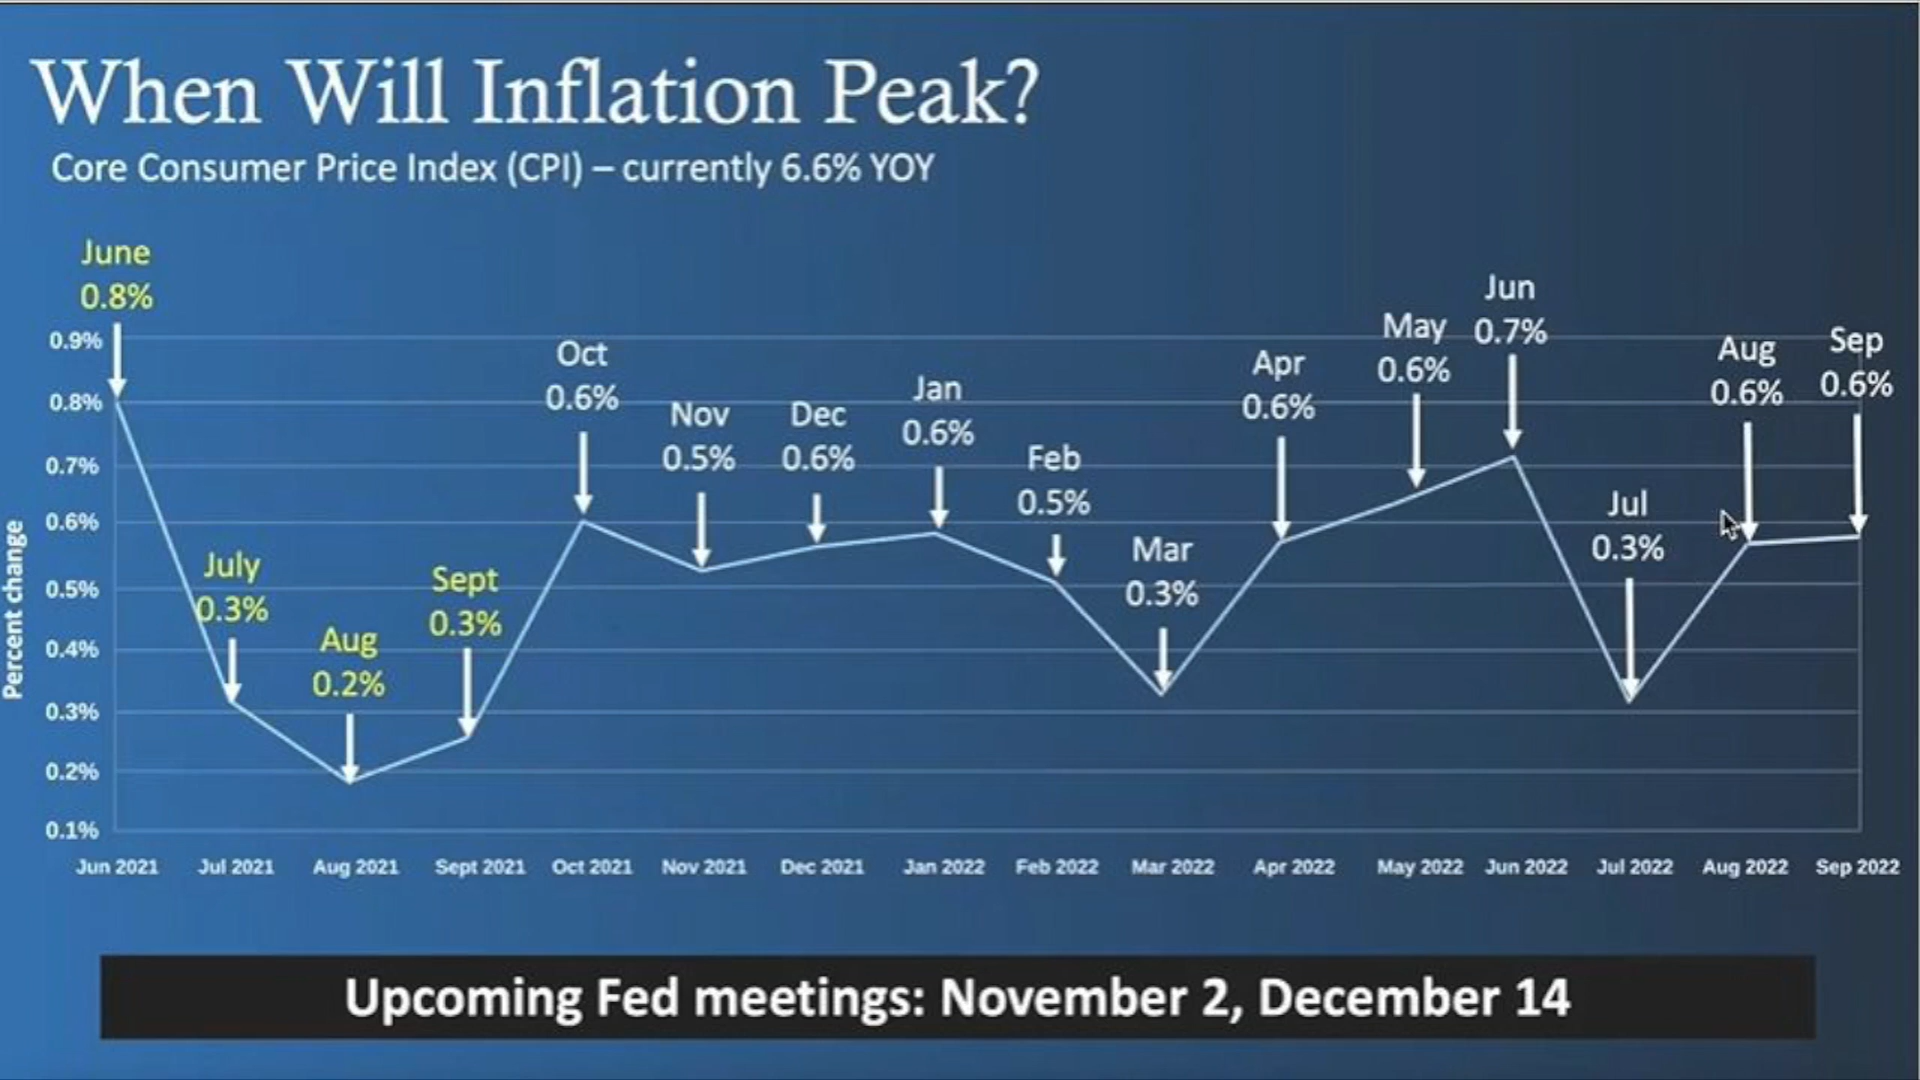 When Will Inflation Peak?
Core Consumer Price Index (CPI) – currently 6.6% YOY
June
0.8%
July
0.3%
Aug
0.2%
Sept
0.3%
Oct
0.6%
Nov
0.5%
Dec
0.6%
Jan
0.6%
Feb
0.5%
Mar
0.3%
Apr
0.6%
May
0.6%
Jun
0.7%
Jul
0.3%
Aug
0.6%
Sep
0.6%
Percent change
0.9%
0.8%
0.7%
0.6%
0.5%
0.4%
0.3%
0.2%
0.1%
Jun 2021 Jul 2021 Aug 2021 Sept 2021 Oct 2021 Nov 2021 Dec 2021 Jan 2022 Feb 2022 Mar 2022 Apr 2022 May 2022 Jun 2022 Jul 2022 Aug 2022 Sep 2022
Upcoming Fed meetings: November 2, December 14